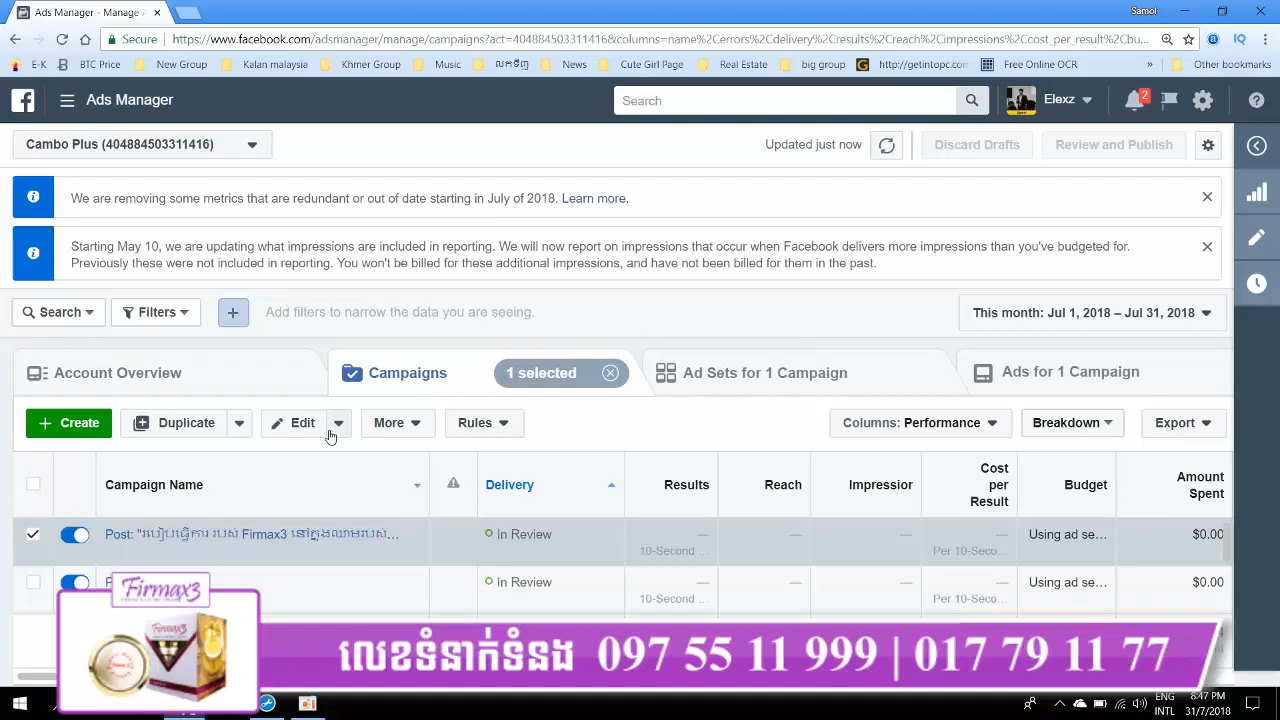 Ads Manager - Manage A
Samol
Secure https://www.facebook.com/adsmanager/manage/campaigns?act=404884503311416&columns=name%2Cerrors%2Cdelivery%2Cresults%2Creach%2Cimpressions%2Ccost_per_result%2Cbu...
E-K BTC Price New Group Kalan malaysia Khmer Group Music News Cute Girl Page Real Estate big group http://getintopc.com Free Online OCR » Other bookmarks
Ads Manager Search Elexz 2
Cambo Plus (404884503311416) Updated just now Discard Drafts Review and Publish
We are removing some metrics that are redundant or out of date starting in July of 2018. Learn more.
Starting May 10, we are updating what impressions are included in reporting. We will now report on impressions that occur when Facebook delivers more impressions than you've budgeted for.
Previously these were not included in reporting. You won't be billed for these additional impressions, and have not been billed for them in the past.
Search Filters + Add filters to narrow the data you are seeing. This month: Jul 1, 2018 – Jul 31, 2018
Account Overview Campaigns 1 selected Ad Sets for 1 Campaign Ads for 1 Campaign
+ Create Duplicate Edit More Rules Columns: Performance Breakdown Export
Campaign Name Delivery Results Reach Impressior Cost per Result Budget Amount Spent
Post: "របៀបធ្វើការ របស់ Firmax3 នៅក្នុងឈាមរបស់... In Review — — — — Using ad se... $0.00
10-Second ... Per 10-Seco...
In Review — — — — Using ad se... $0.00
10-Second ... Per 10-Seco...
Firmax3
លេខទំនាក់ទំនង 097 55 11 999 | 017 79 11 77
ENG 8:47 PM
INTL 31/7/2018